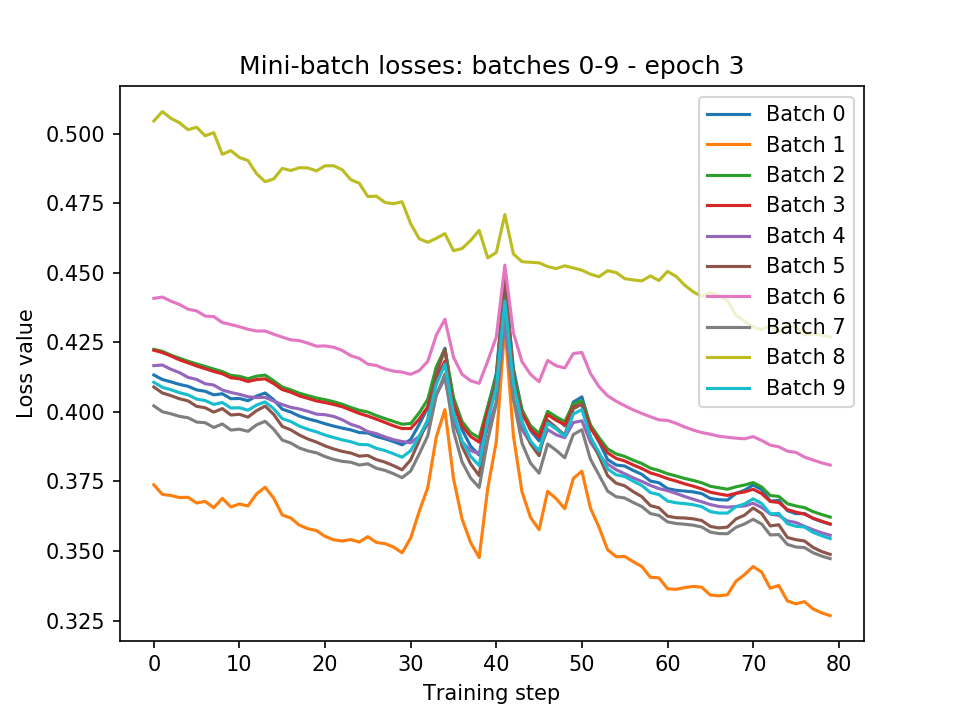 Mini-batch losses: batches 0-9 - epoch 3
Loss value
0.500
0.475
0.450
0.425
0.400
0.375
0.350
0.325
Batch 0
Batch 1
Batch 2
Batch 3
Batch 4
Batch 5
Batch 6
Batch 7
Batch 8
Batch 9
0 10 20 30 40 50 60 70 80
Training step